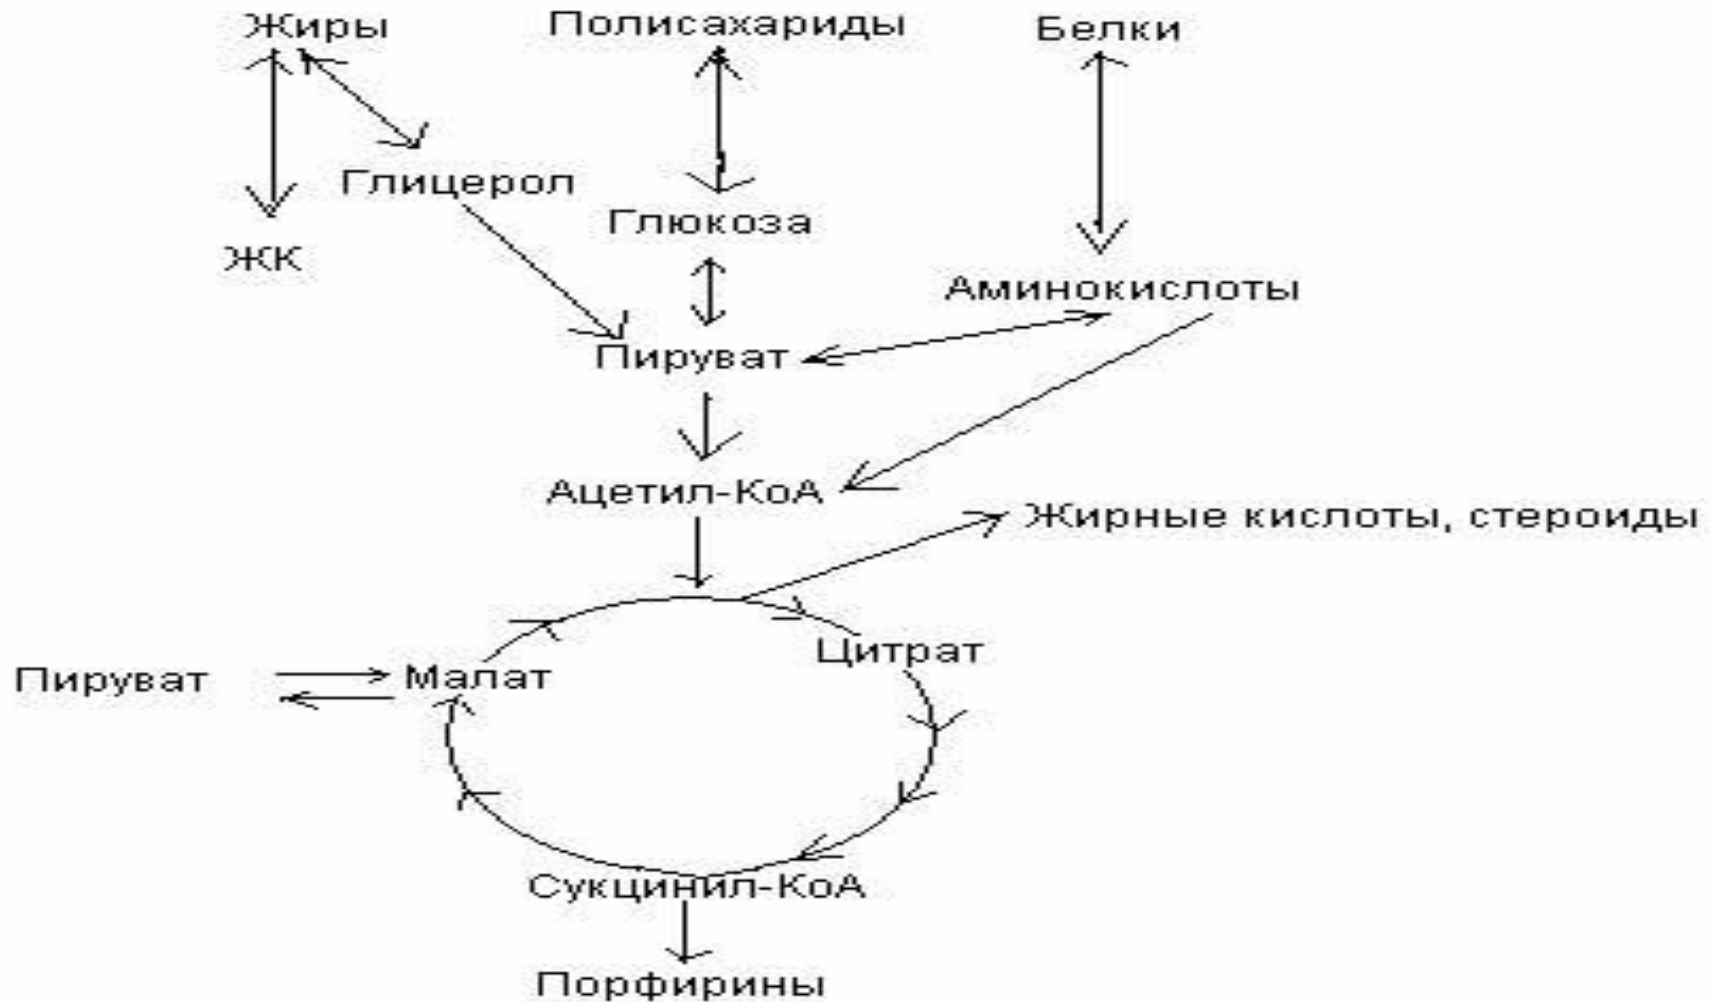 Жиры
Полисахариды
Белки
Глицерол
Глюкоза
ЖК
Аминокислоты
Пируват
Ацетил-КоА
Жирные кислоты, стероиды
Цитрат
Пируват
Малат
Сукцинил-КоА
Порфирины